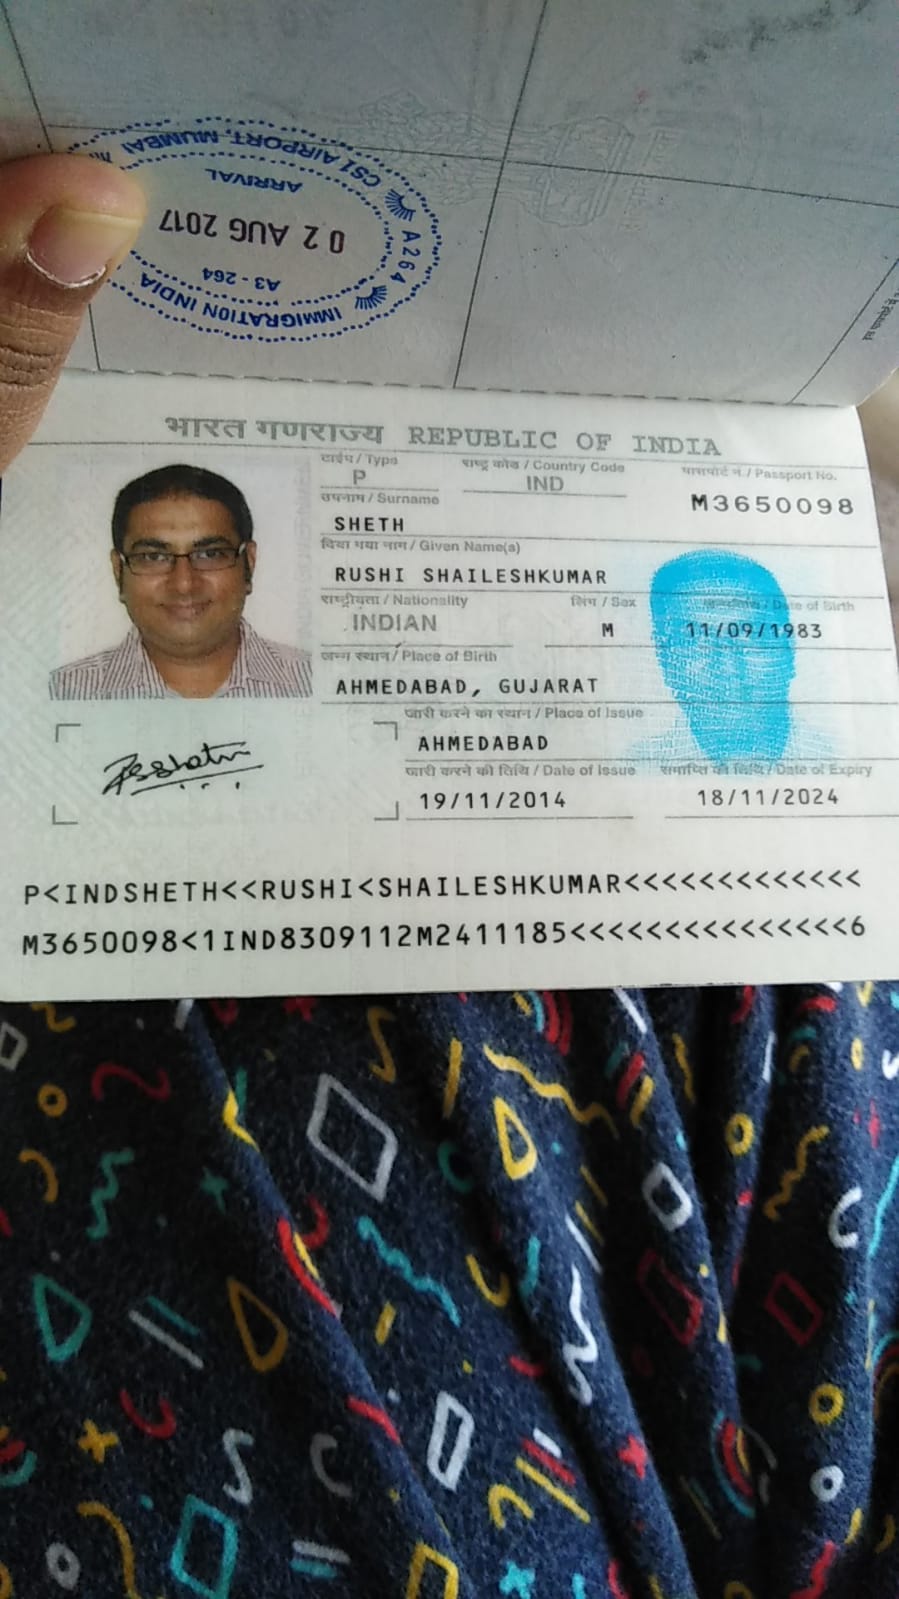 CSI AIRPORT, MUMBAI
ARRIVAL
02 AUG 2017
A264
A3 - 264
IMMIGRATION INDIA
भारत गणराज्य REPUBLIC OF INDIA
टाईप / Type
राष्ट्र कोड / Country Code
पासपोर्ट नं. / Passport No.
P
IND
M3650098
उपनाम / Surname
SHETH
दिया गया नाम / Given Name(s)
RUSHI SHAILESHKUMAR
राष्ट्रीयता / Nationality
लिंग / Sex
Date of Birth
INDIAN
M
11/09/1983
जन्म स्थान / Place of Birth
AHMEDABAD, GUJARAT
जारी करने का स्थान / Place of Issue
AHMEDABAD
जारी करने की तिथि / Date of Issue
समाप्ति की तिथि / Date of Expiry
19/11/2014
18/11/2024
P<INDSHETH<<RUSHI<SHAILESHKUMAR<<<<<<<<<<<<<
M3650098<1IND8309112M2411185<<<<<<<<<<<<<<<6